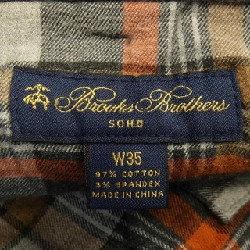 Brooks Brothers
SOHO
W35
97% COTTON
3% SPANDEX
MADE IN CHINA